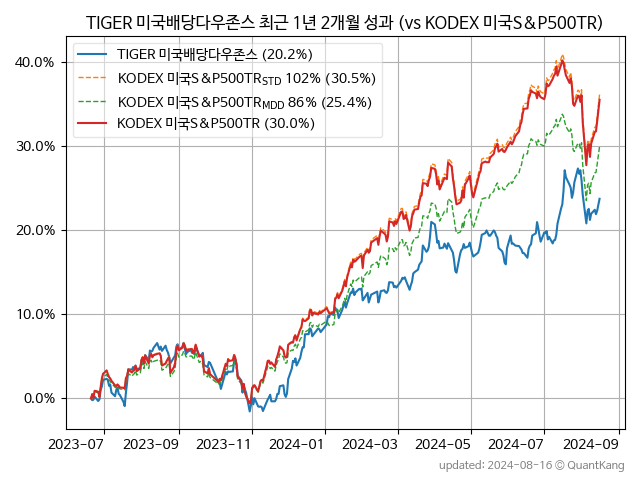 TIGER 미국배당다우존스 최근 1년 2개월 성과 (vs KODEX 미국S&P500TR)
TIGER 미국배당다우존스 (20.2%)
KODEX 미국S&P500TR_STD 102% (30.5%)
KODEX 미국S&P500TR_MDD 86% (25.4%)
KODEX 미국S&P500TR (30.0%)
40.0%
30.0%
20.0%
10.0%
0.0%
2023-07 2023-09 2023-11 2024-01 2024-03 2024-05 2024-07 2024-09
updated: 2024-08-16 © QuantKang